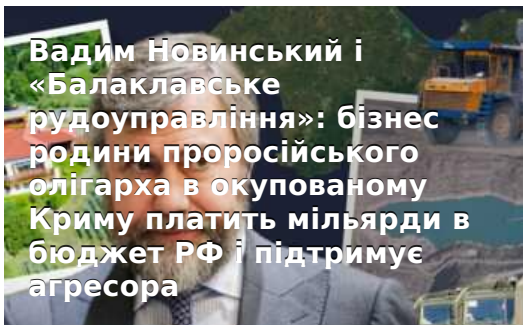 Вадим Новинський і
«Балаклавське
рудоуправління»: бізнес
родини проросійського
олігарха в окупованому
Криму платить мільярди в
бюджет РФ і підтримує
агресора